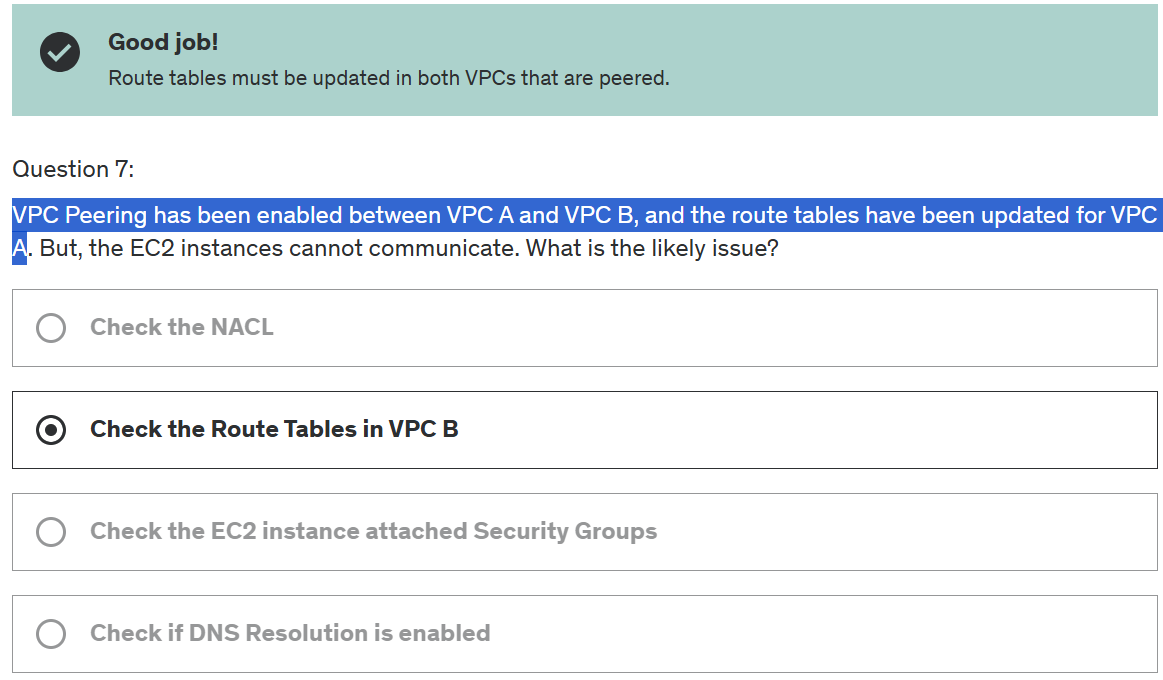 Good job!
Route tables must be updated in both VPCs that are peered.
Question 7:
VPC Peering has been enabled between VPC A and VPC B, and the route tables have been updated for VPC
A. But, the EC2 instances cannot communicate. What is the likely issue?
Check the NACL
Check the Route Tables in VPC B
Check the EC2 instance attached Security Groups
Check if DNS Resolution is enabled